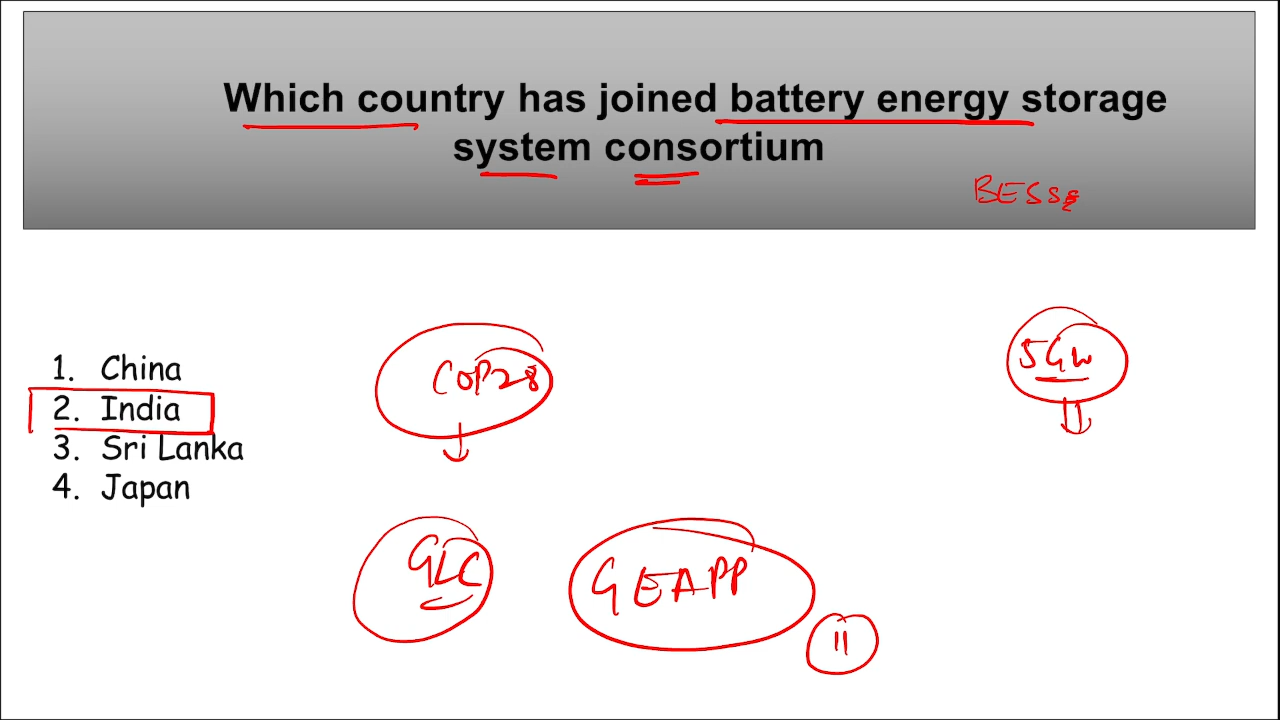 Which country has joined battery energy storage
system consortium
BESS
1. China
2. India
3. Sri Lanka
4. Japan
COP28
5GW
GLC
GEAPP
11